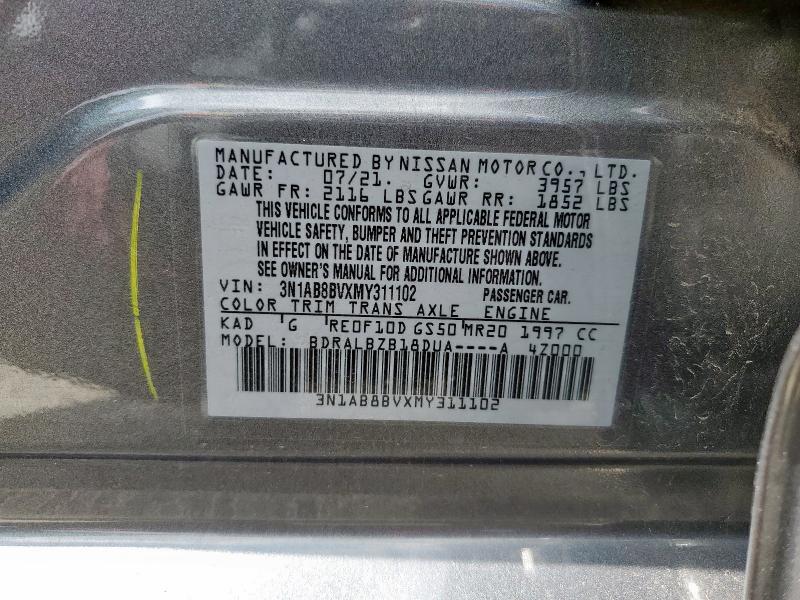 MANUFACTURED BY NISSAN MOTOR CO., LTD.
DATE: 07/21. GVWR: 3957 LBS
GAWR FR: 2116 LBS GAWR RR: 1852 LBS
THIS VEHICLE CONFORMS TO ALL APPLICABLE FEDERAL MOTOR
VEHICLE SAFETY, BUMPER AND THEFT PREVENTION STANDARDS
IN EFFECT ON THE DATE OF MANUFACTURE SHOWN ABOVE.
SEE OWNER'S MANUAL FOR ADDITIONAL INFORMATION.
VIN: 3N1AB8BVXMY311102 PASSENGER CAR.
COLOR TRIM TRANS AXLE ENGINE
KAD 'G 'RE0F10D GS50 MR20 1997 CC
MODEL: BDRALBZB18DUA----A 4Z000
3N1AB8BVXMY311102